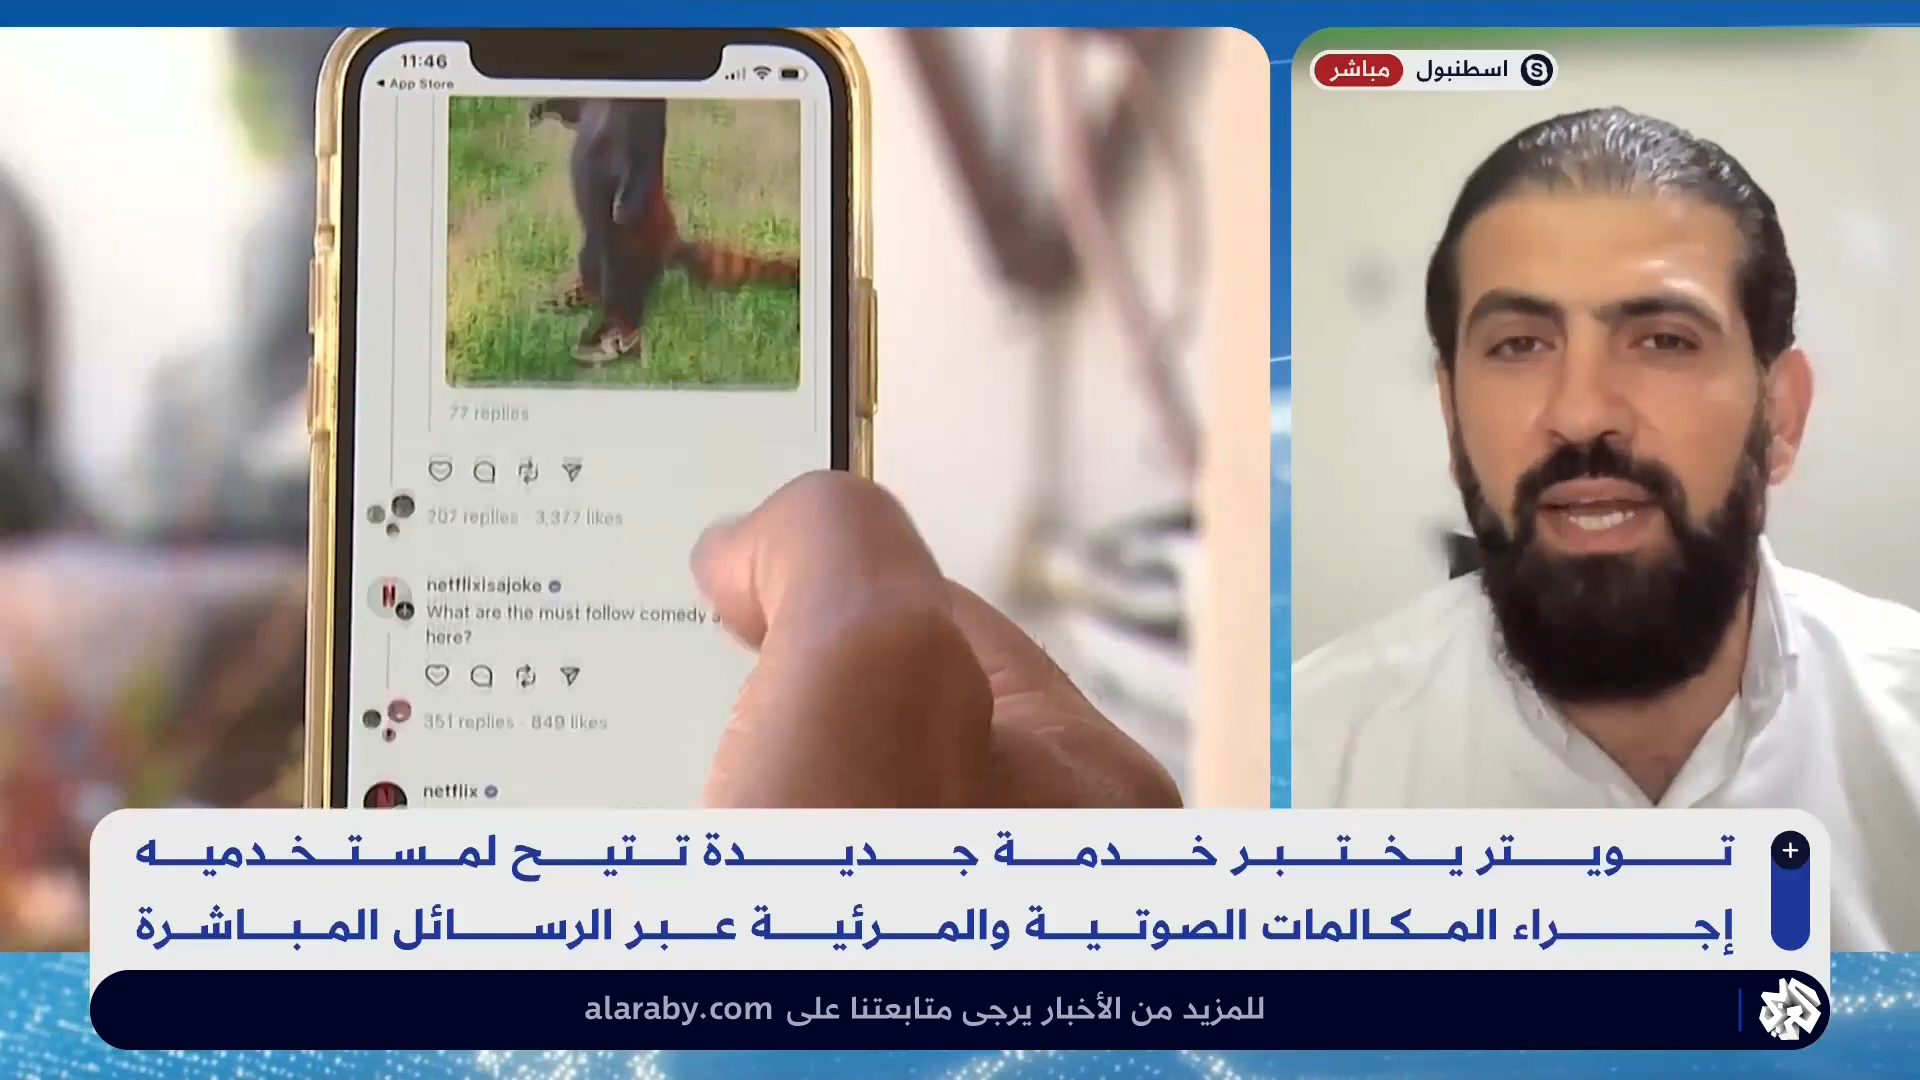 11:46
App Store
77 replies
207 replies · 3,377 likes
netflixisajoke
What are the must follow comedy
here?
351 replies · 849 likes
netflix
مباشر اسطنبول
تويتر يختبر خدمة جديدة تتيح لمستخدميه
إجراء المكالمات الصوتية والمرئية عبر الرسائل المباشرة
للمزيد من الأخبار يرجى متابعتنا على alaraby.com